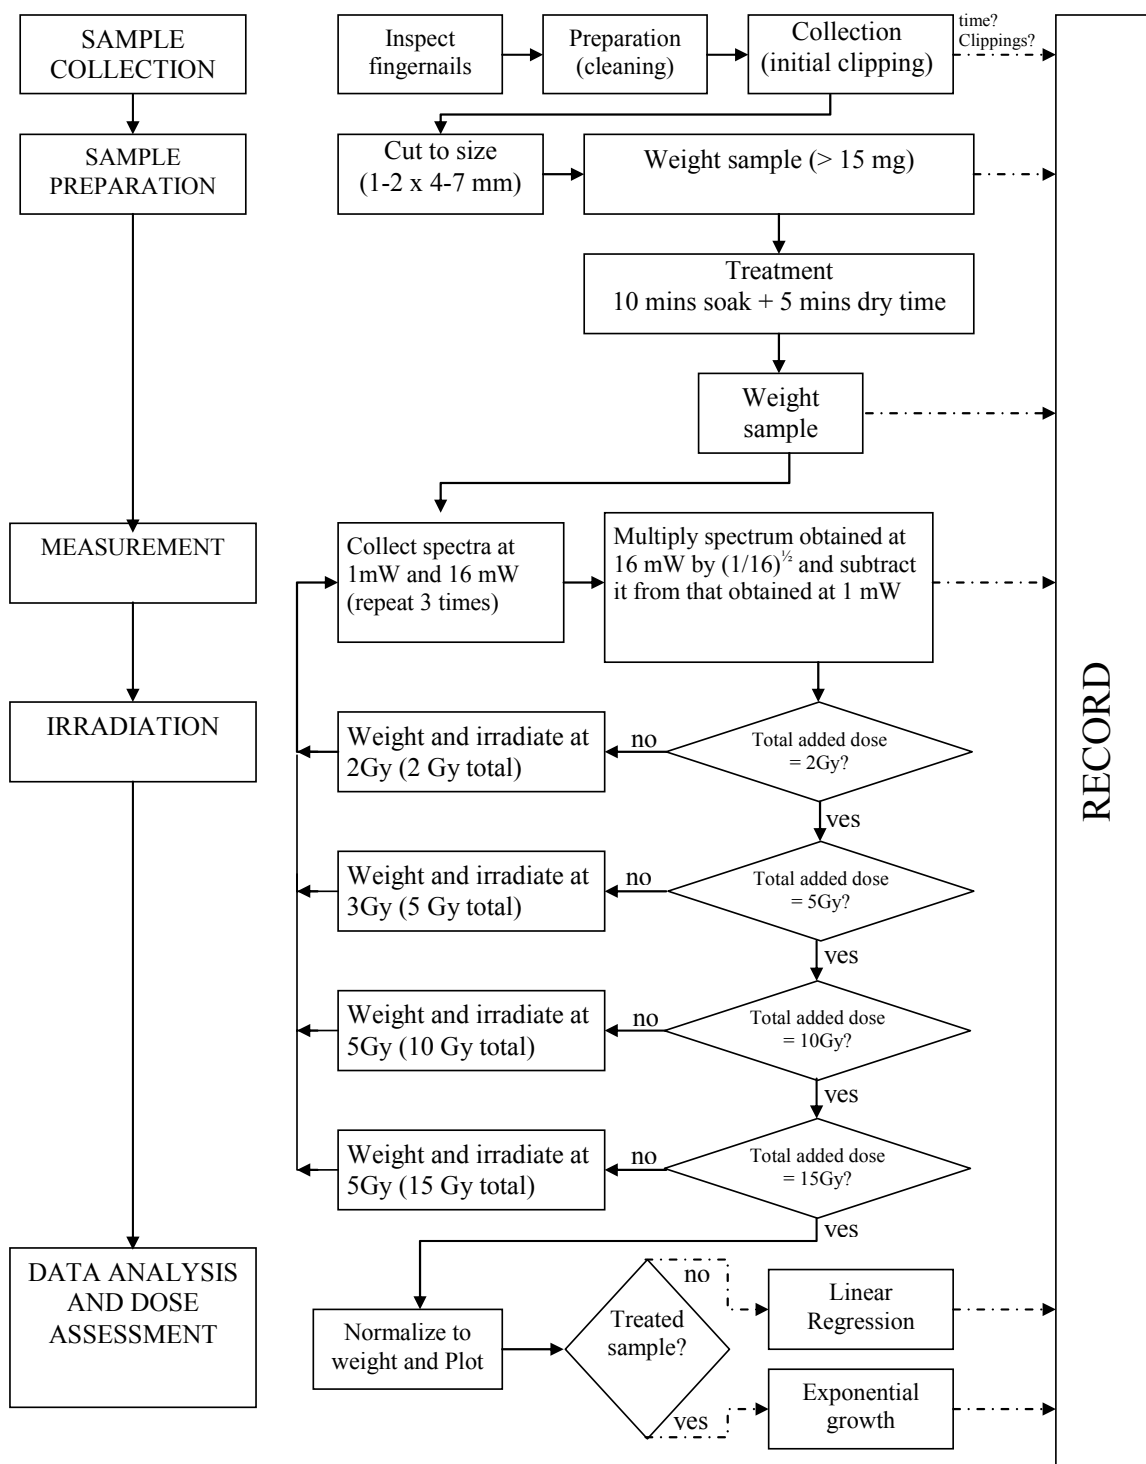 SAMPLE
COLLECTION
Inspect
fingernails
Preparation
(cleaning)
Collection
(initial clipping)
time?
Clippings?
SAMPLE
PREPARATION
Cut to size
(1-2 x 4-7 mm)
Weight sample (> 15 mg)
Treatment
10 mins soak + 5 mins dry time
Weight
sample
MEASUREMENT
Collect spectra at
1mW and 16 mW
(repeat 3 times)
Multiply spectrum obtained at
16 mW by (1/16)^½ and subtract
it from that obtained at 1 mW
IRRADIATION
Weight and irradiate at
2Gy (2 Gy total)
no
Total added dose
= 2Gy?
yes
Weight and irradiate at
3Gy (5 Gy total)
no
Total added dose
= 5Gy?
yes
Weight and irradiate at
5Gy (10 Gy total)
no
Total added dose
= 10Gy?
yes
Weight and irradiate at
5Gy (15 Gy total)
no
Total added dose
= 15Gy?
yes
DATA ANALYSIS
AND DOSE
ASSESSMENT
Normalize to
weight and Plot
Treated
sample?
no
Linear
Regression
yes
Exponential
growth
RECORD